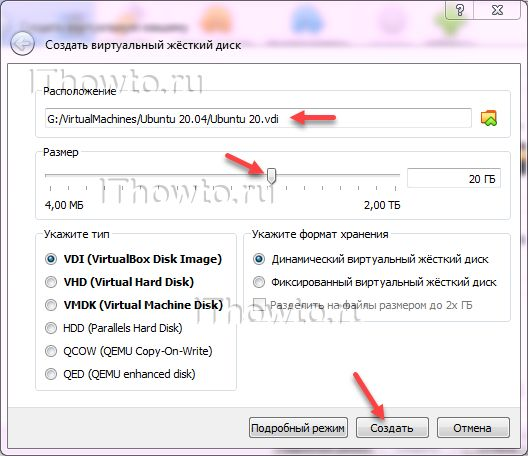 Создать виртуальный жёсткий диск
IThowto.ru
Расположение
G:/VirtualMachines/Ubuntu 20.04/Ubuntu 20.vdi
Размер
IThowto.ru
20 ГБ
4,00 МБ 2,00 ТБ
Укажите тип
VDI (VirtualBox Disk Image)
VHD (Virtual Hard Disk)
VMDK (Virtual Machine Disk)
HDD (Parallels Hard Disk)
QCOW (QEMU Copy-On-Write)
QED (QEMU enhanced disk)
Укажите формат хранения
Динамический виртуальный жёсткий диск
Фиксированный виртуальный жёсткий диск
Разделить на файлы размером до 2х ГБ
IThowto.ru
Подробный режим Создать Отмена